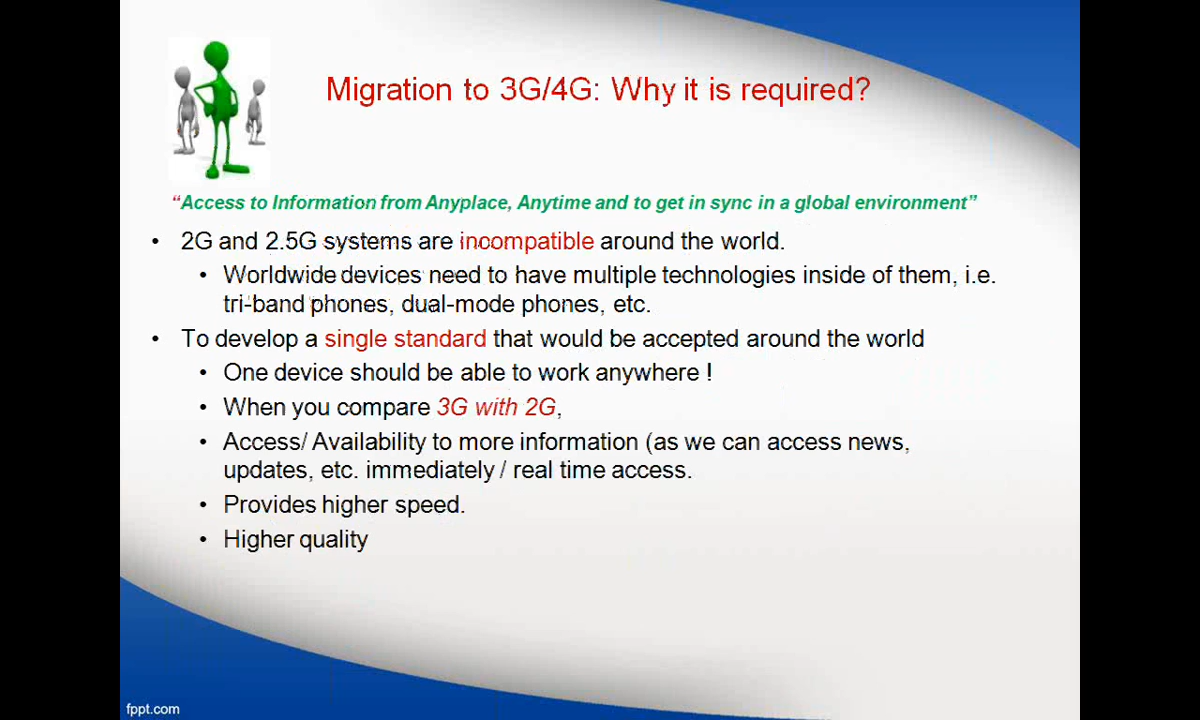 Migration to 3G/4G: Why it is required?
“Access to Information from Anyplace, Anytime and to get in sync in a global environment”
• 2G and 2.5G systems are incompatible around the world.
• Worldwide devices need to have multiple technologies inside of them, i.e.
tri-band phones, dual-mode phones, etc.
• To develop a single standard that would be accepted around the world
• One device should be able to work anywhere !
• When you compare 3G with 2G,
• Access/ Availability to more information (as we can access news,
updates, etc. immediately / real time access.
• Provides higher speed.
• Higher quality
fppt.com